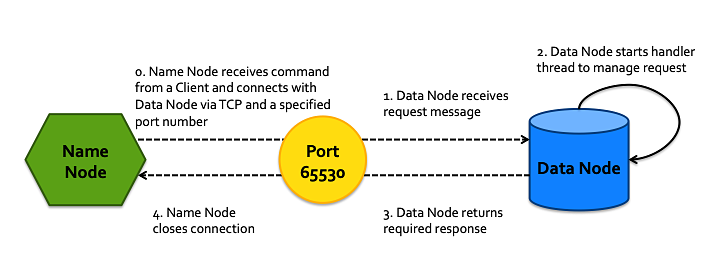 0. Name Node receives command
from a Client and connects with
Data Node via TCP and a specified
port number
Name
Node
Port
65530
1. Data Node receives
request message
2. Data Node starts handler
thread to manage request
Data Node
3. Data Node returns
required response
4. Name Node
closes connection